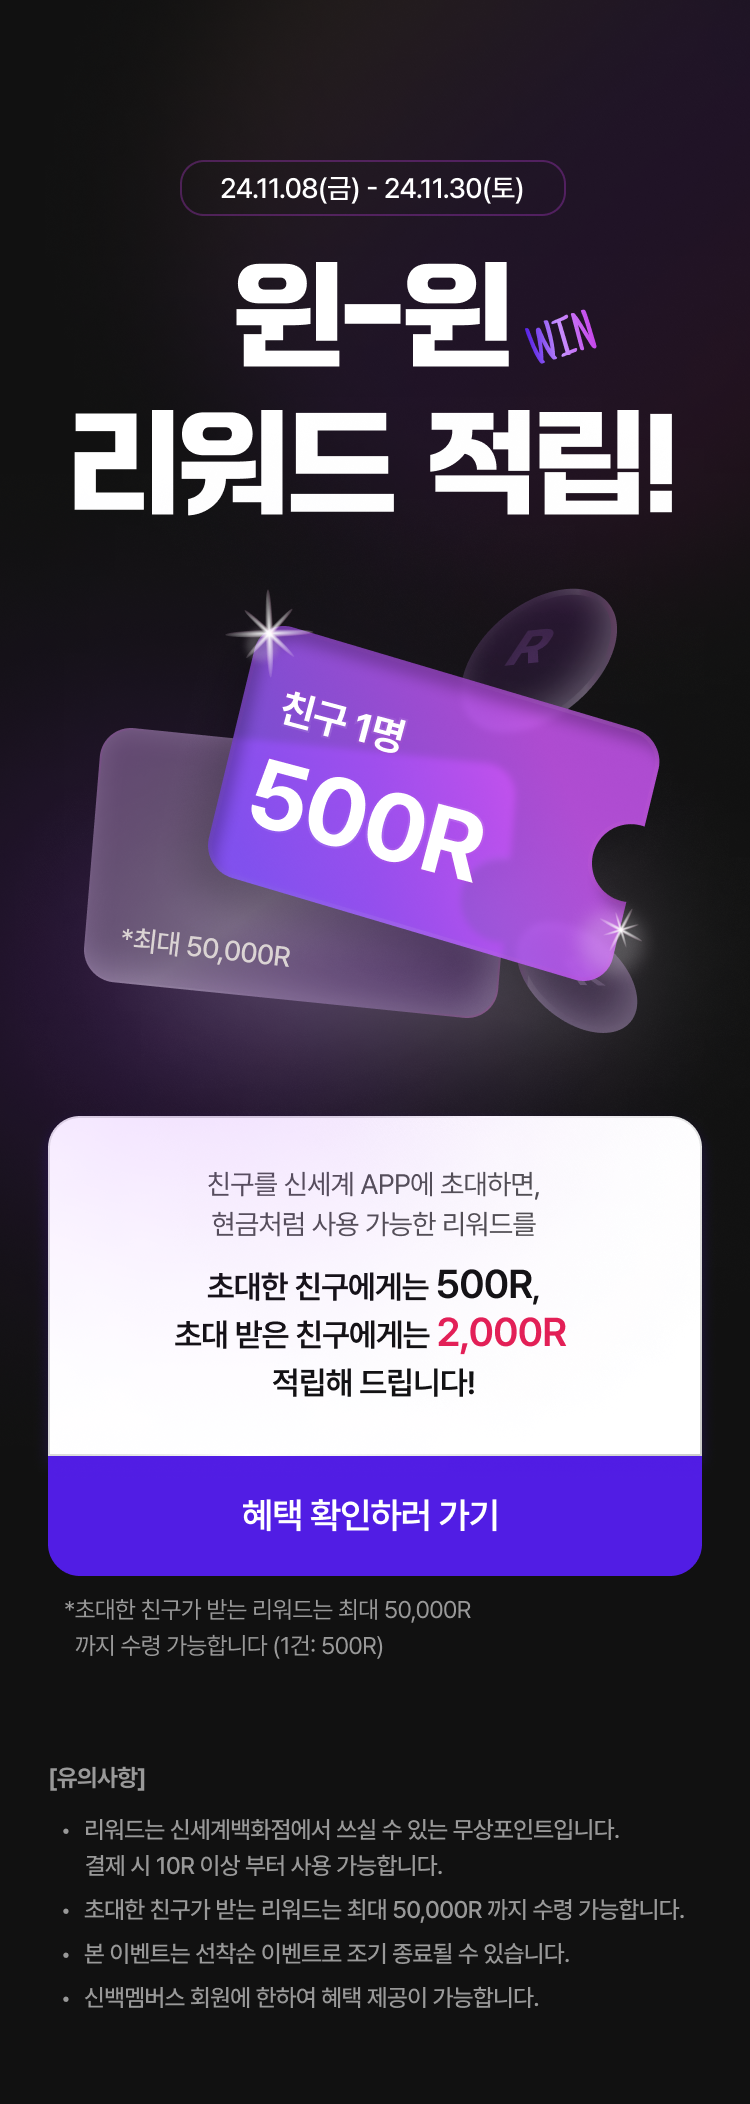 24.11.08(금) - 24.11.30(토)
윈-윈 WIN
리워드 적립!
R
친구 1명
500R
*최대 50,000R
친구를 신세계 APP에 초대하면,
현금처럼 사용 가능한 리워드를
초대한 친구에게는 500R,
초대 받은 친구에게는 2,000R
적립해 드립니다!
혜택 확인하러 가기
*초대한 친구가 받는 리워드는 최대 50,000R
까지 수령 가능합니다 (1건: 500R)
[유의사항]
• 리워드는 신세계백화점에서 쓰실 수 있는 무상포인트입니다.
결제 시 10R 이상 부터 사용 가능합니다.
• 초대한 친구가 받는 리워드는 최대 50,000R 까지 수령 가능합니다.
• 본 이벤트는 선착순 이벤트로 조기 종료될 수 있습니다.
• 신백멤버스 회원에 한하여 혜택 제공이 가능합니다.